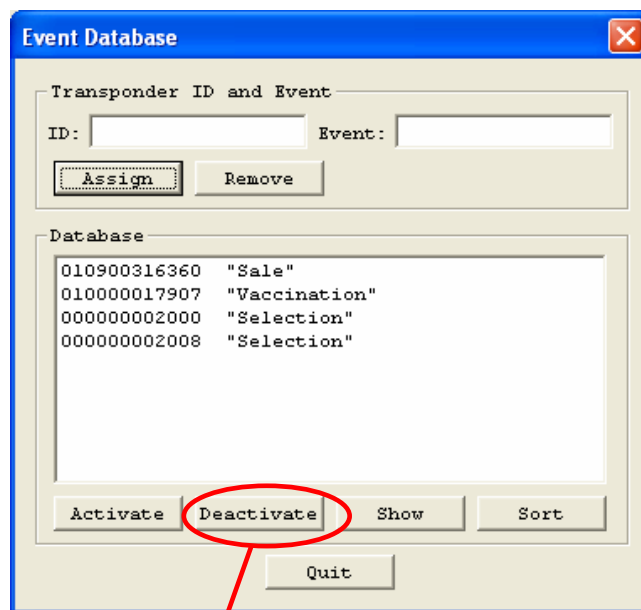 Event Database
Transponder ID and Event
ID: Event:
Assign Remove
Database
010900316360 "Sale"
010000017907 "Vaccination"
000000002000 "Selection"
000000002008 "Selection"
Activate Deactivate Show Sort
Quit